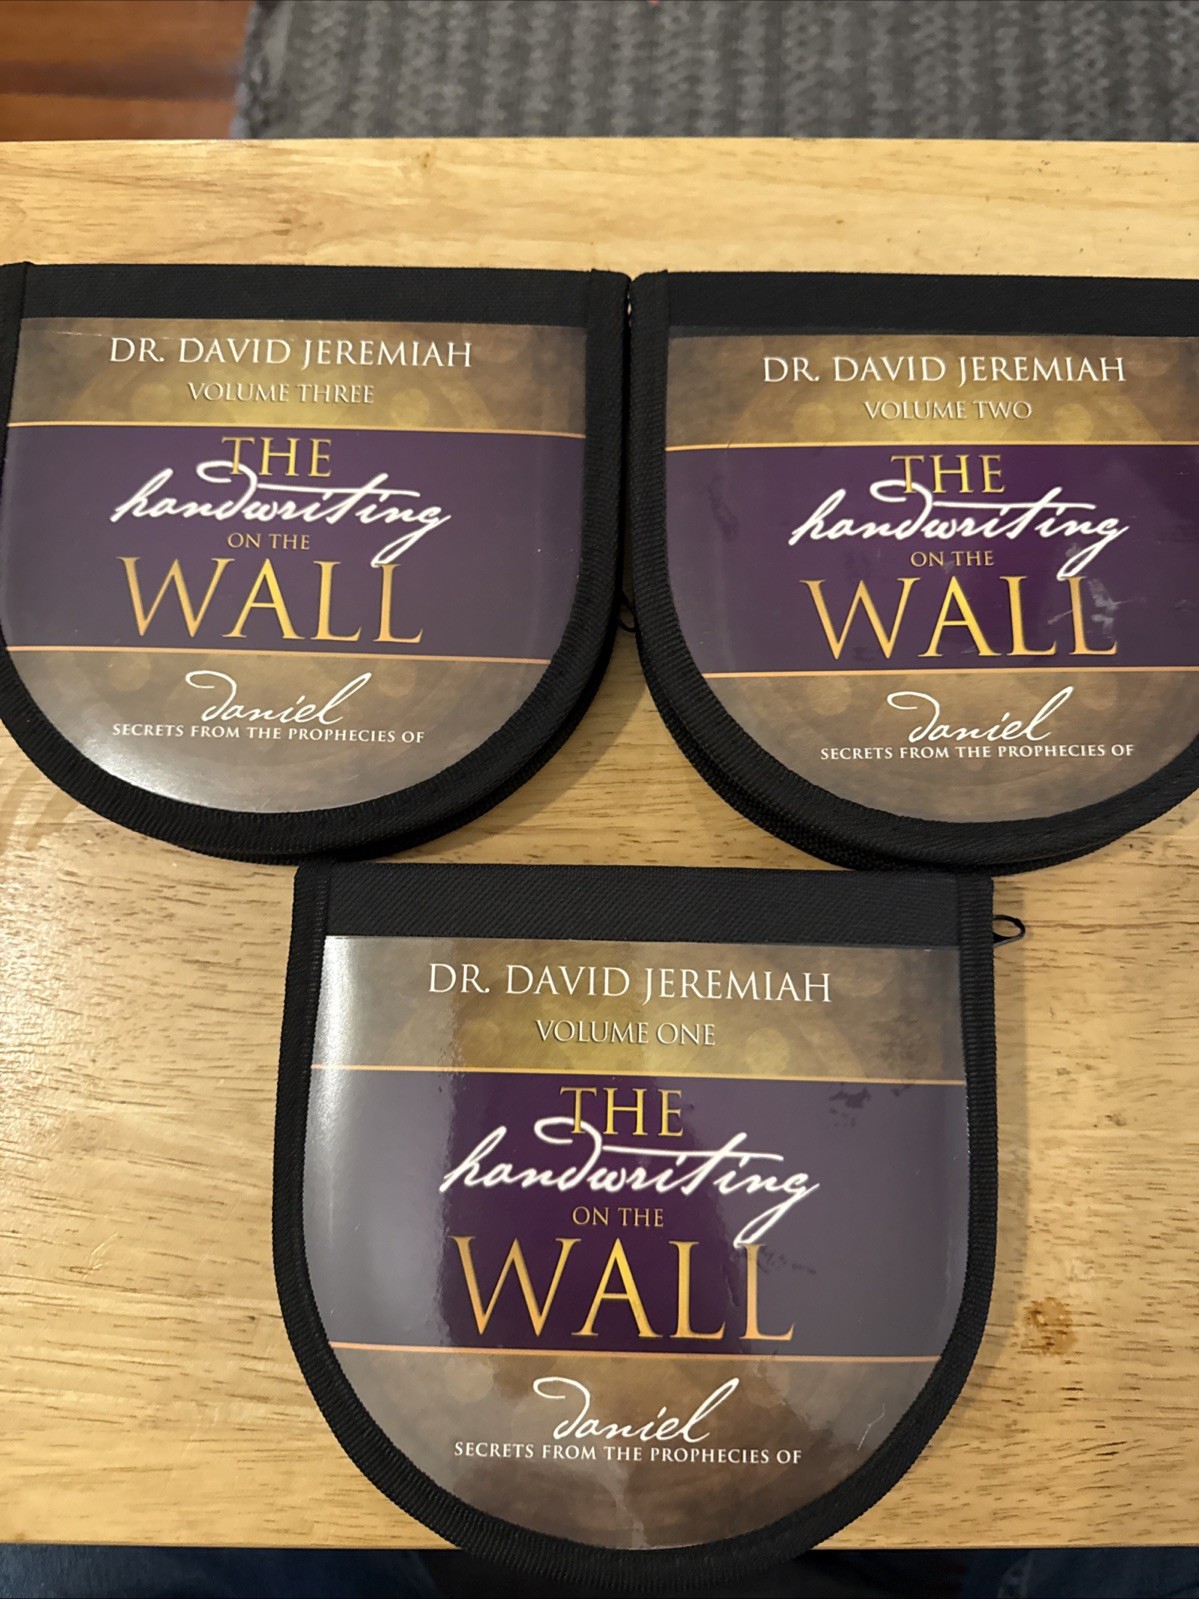 DR. DAVID JEREMIAH
VOLUME THREE
THE
handwriting
ON THE
WALL
daniel
SECRETS FROM THE PROPHECIES OF
DR. DAVID JEREMIAH
VOLUME TWO
THE
handwriting
ON THE
WALL
daniel
SECRETS FROM THE PROPHECIES OF
DR. DAVID JEREMIAH
VOLUME ONE
THE
handwriting
ON THE
WALL
daniel
SECRETS FROM THE PROPHECIES OF